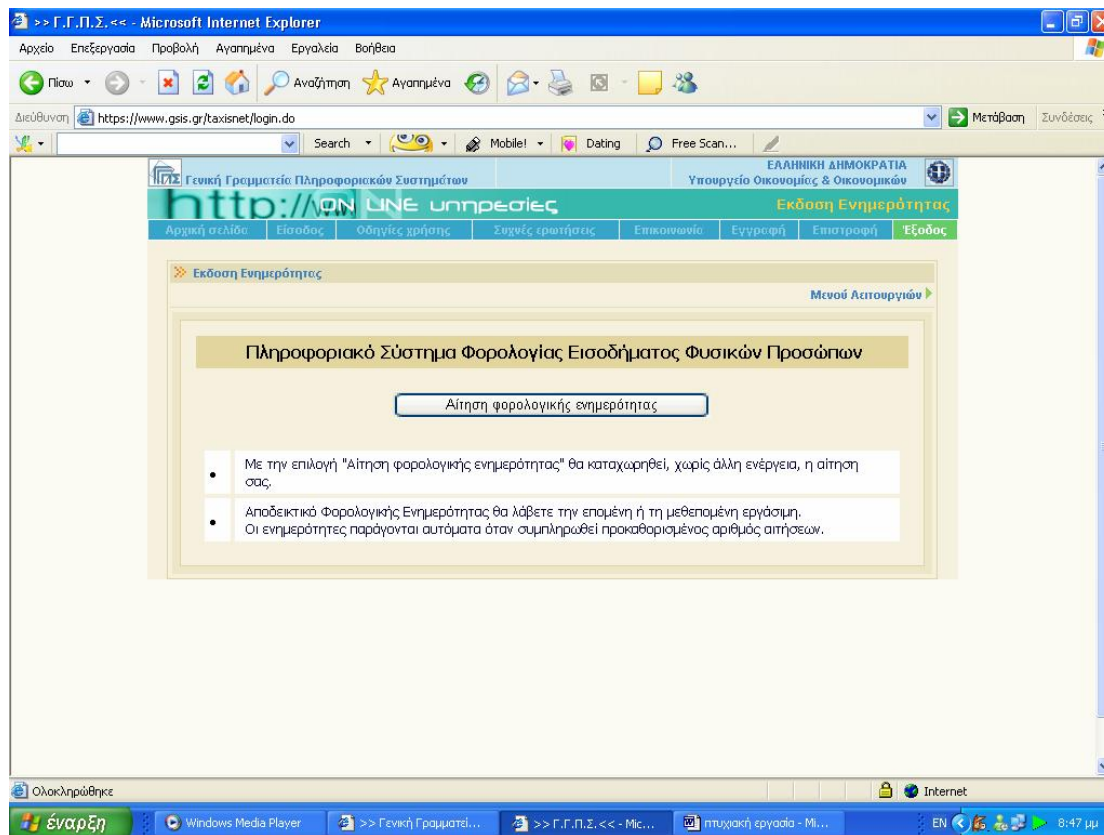 >> Γ.Γ.Π.Σ. << - Microsoft Internet Explorer
Αρχείο Επεξεργασία Προβολή Αγαπημένα Εργαλεία Βοήθεια
Πίσω Αναζήτηση Αγαπημένα
Διεύθυνση https://www.gsis.gr/taxisnet/login.do Μετάβαση Συνδέσεις
Search Mobile! Dating Free Scan...
ΓΓΠΣ Γενική Γραμματεία Πληροφοριακών Συστημάτων ΕΛΛΗΝΙΚΗ ΔΗΜΟΚΡΑΤΙΑ
Υπουργείο Οικονομίας & Οικονομικών
http://www ON LINE υπηρεσίες Εκδοση Ενημερότητας
Αρχική σελίδα Είσοδος Οδηγίες χρήσης Συχνές ερωτήσεις Επικοινωνία Εγγραφή Επιστροφή Έξοδος
Εκδοση Ενημερότητας
Μενού Λειτουργιών
Πληροφοριακό Σύστημα Φορολογίας Εισοδήματος Φυσικών Προσώπων
Αίτηση φορολογικής ενημερότητας
• Με την επιλογή "Αίτηση φορολογικής ενημερότητας" θα καταχωρηθεί, χωρίς άλλη ενέργεια, η αίτηση
σας.
• Αποδεικτικό Φορολογικής Ενημερότητας θα λάβετε την επομένη ή τη μεθεπομένη εργάσιμη.
Οι ενημερότητες παράγονται αυτόματα όταν συμπληρωθεί προκαθορισμένος αριθμός αιτήσεων.
Ολοκληρώθηκε Internet
έναρξη Windows Media Player >> Γενική Γραμματεί... >> Γ.Γ.Π.Σ. << - Mic... πτυχιακή εργασία - Mi... EN 8:47 μμ